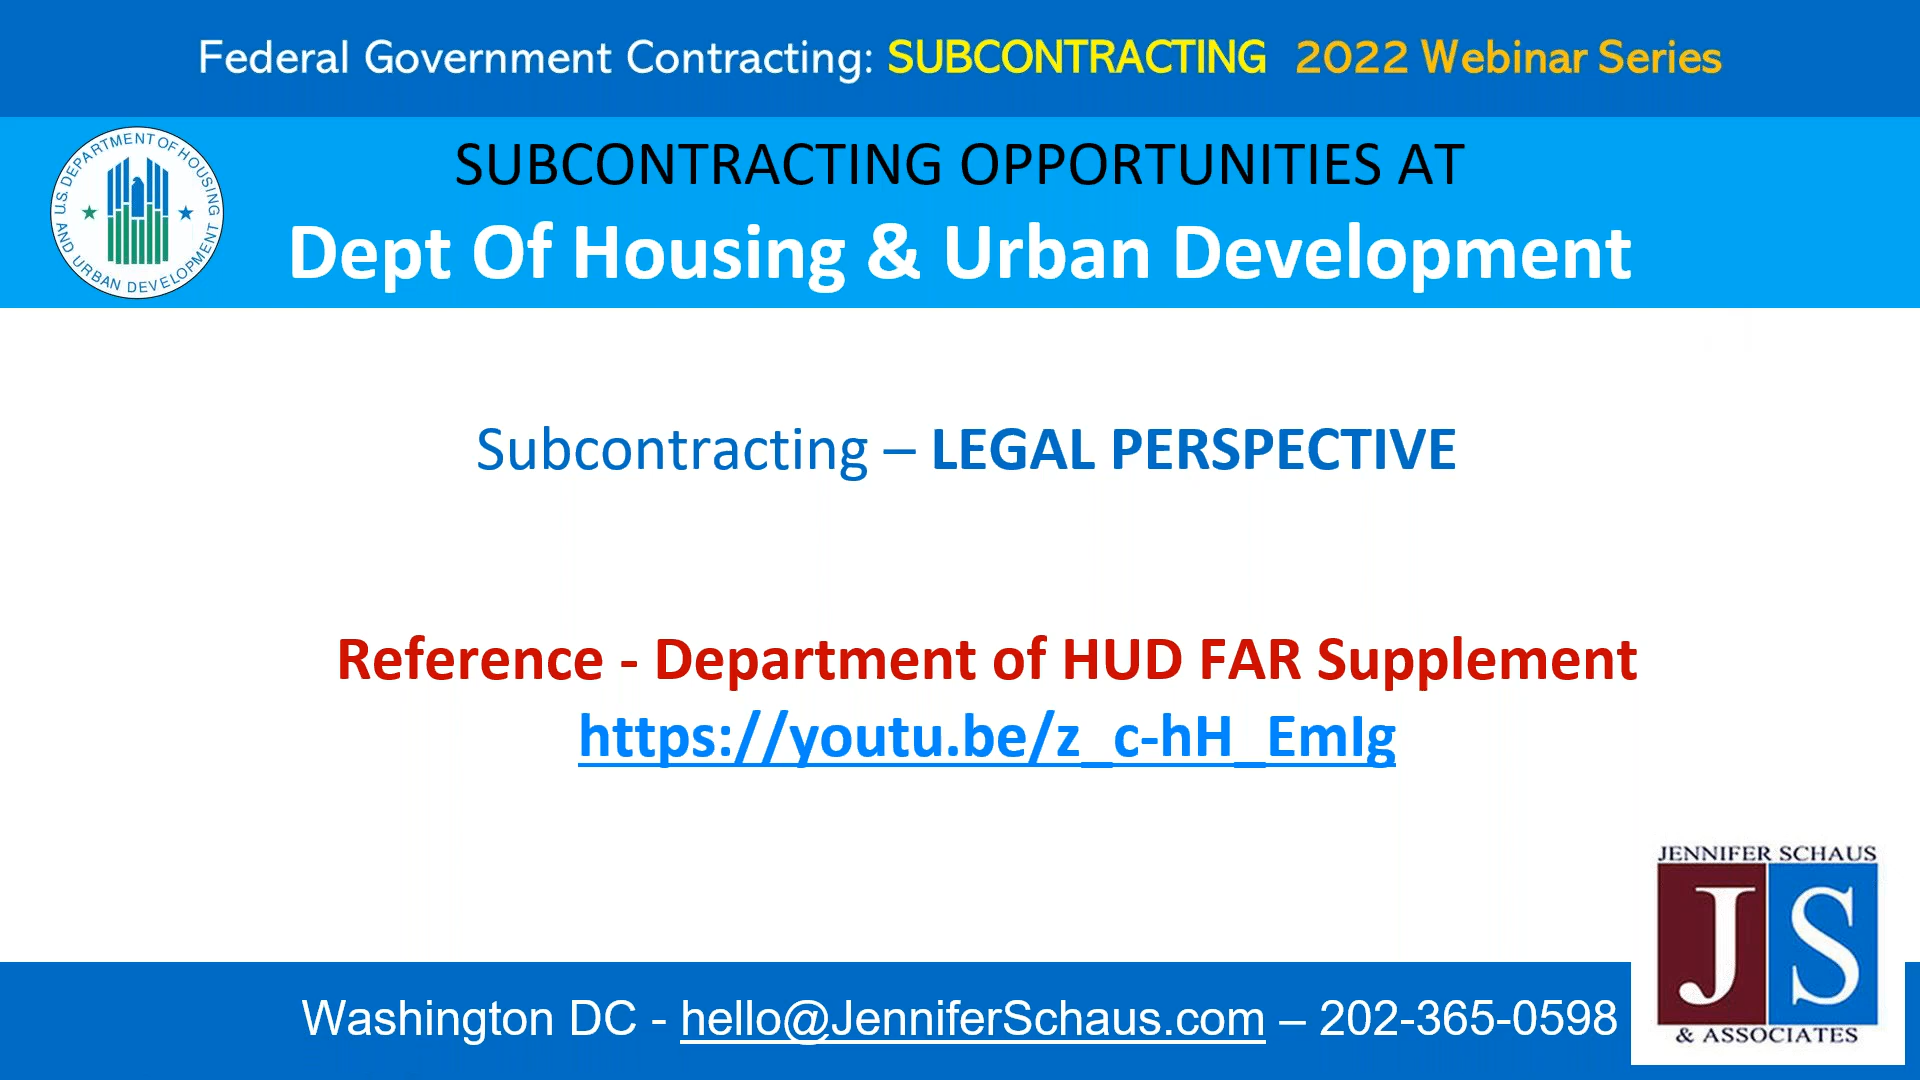 Federal Government Contracting: SUBCONTRACTING 2022 Webinar Series
U.S. DEPARTMENT OF HOUSING AND URBAN DEVELOPMENT
SUBCONTRACTING OPPORTUNITIES AT
Dept Of Housing & Urban Development
Subcontracting – LEGAL PERSPECTIVE
Reference - Department of HUD FAR Supplement
https://youtu.be/z_c-hH_EmIg
JENNIFER SCHAUS
JS
& ASSOCIATES
Washington DC - hello@JenniferSchaus.com – 202-365-0598